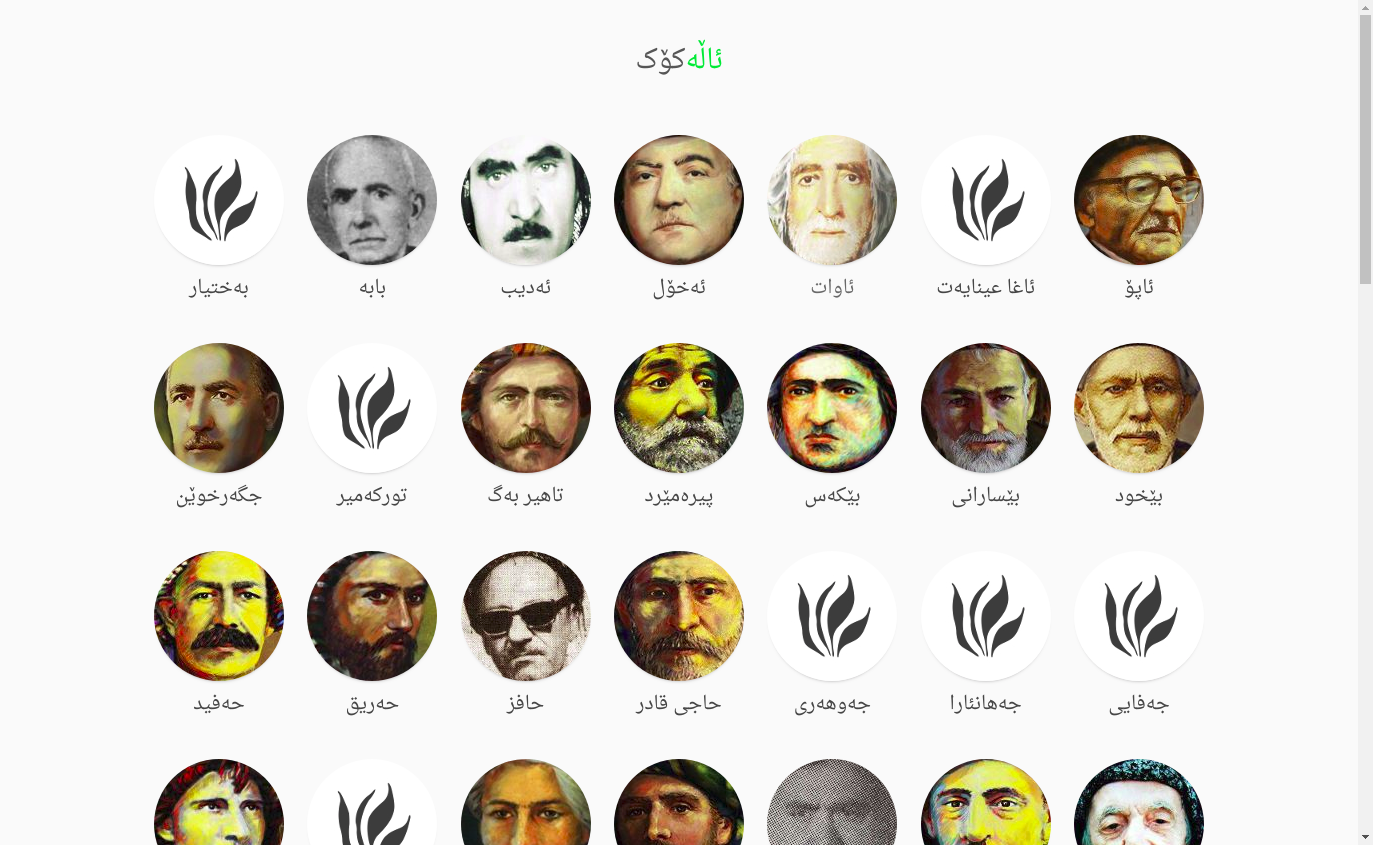 ئاڵەکۆک
ئاپۆ
ئاغا عینایەت
ئاوات
ئەخۆل
ئەدیب
بابە
بەختیار
بێخود
بێسارانی
بێکەس
پیرەمێرد
تاهیر بەگ
تورکەمیر
جگەرخوێن
جەفایی
جەهانئارا
جەوهەری
حاجی قادر
حافز
حەریق
حەفید